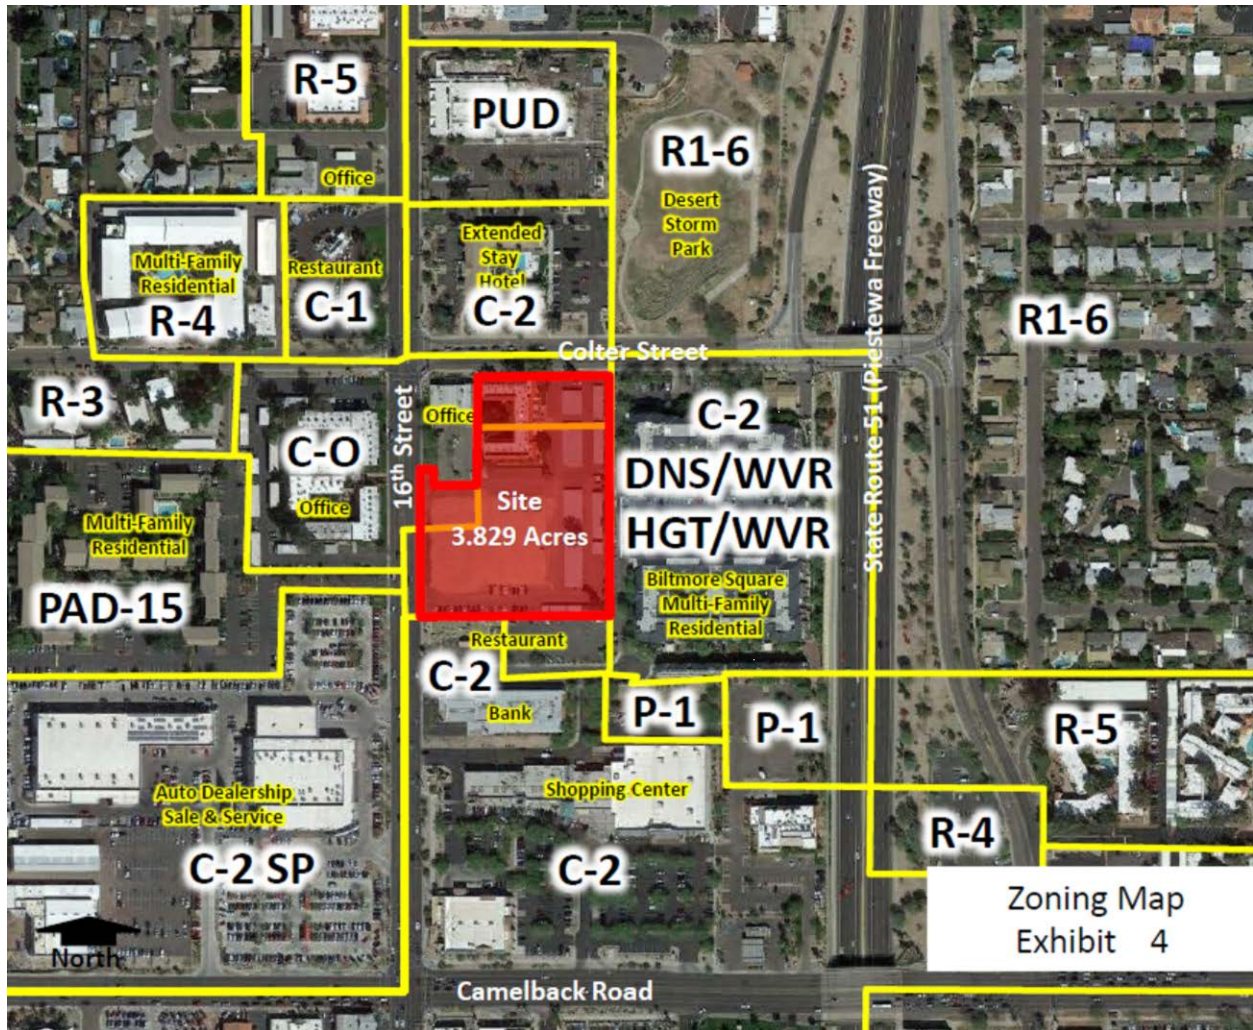 R-5
PUD
R1-6
Desert
Storm
Park
Office
Extended
Stay
Hotel
C-2
Multi-Family
Residential
R-4
Restaurant
C-1
R1-6
Colter Street
State Route 51 (Piestewa Freeway)
16th Street
R-3
Office
C-O
Office
C-2
DNS/WVR
HGT/WVR
Site
3.829 Acres
Multi-Family
Residential
PAD-15
Biltmore Square
Multi-Family
Residential
Restaurant
C-2
Bank
P-1
P-1
R-5
Auto Dealership
Sale & Service
C-2 SP
Shopping Center
C-2
R-4
North
Camelback Road
Zoning Map
Exhibit 4